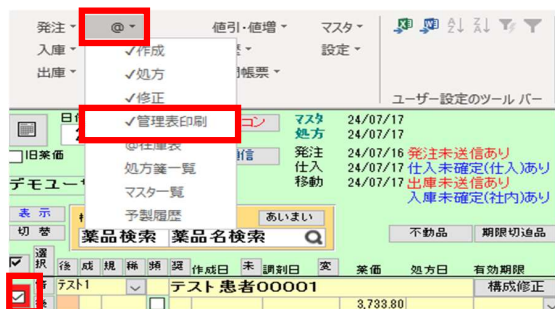 発注 @ 値引・値増 マスタ
入庫 設定
出庫 帳票
✓作成
✓処方
✓修正
✓管理表印刷
@在庫表
処方箋一覧
マスター覧
予製履歴
ユーザー設定のツール バー
マスタ 24/07/17
処方 24/07/17
発注 24/07/16 発注未送信あり
仕入 24/07/17 仕入未確定(仕入)あり
移動 24/07/17 出庫未送信あり
入庫未確定(社内)あり
旧薬価
デモユー
表示 あいまい
切替 薬品検索 薬品名検索 不動品 期限切迫品
選択 後 成 規 稀 頻 奨 作成日 未 調剤日 変 薬価 処方日 有効期限
テスト1 テスト患者00001 構成修正
3,733.80